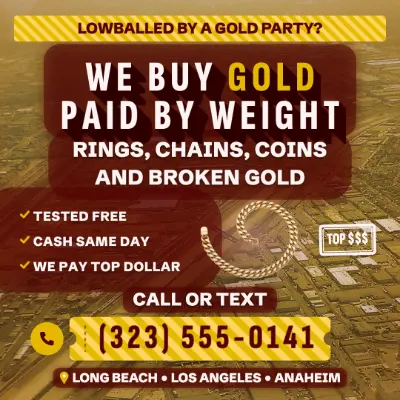 LOWBALLED BY A GOLD PARTY?
WE BUY GOLD
PAID BY WEIGHT
RINGS, CHAINS, COINS
AND BROKEN GOLD
TESTED FREE
CASH SAME DAY
WE PAY TOP DOLLAR
TOP $$$
CALL OR TEXT
(323) 555-0141
LONG BEACH • LOS ANGELES • ANAHEIM